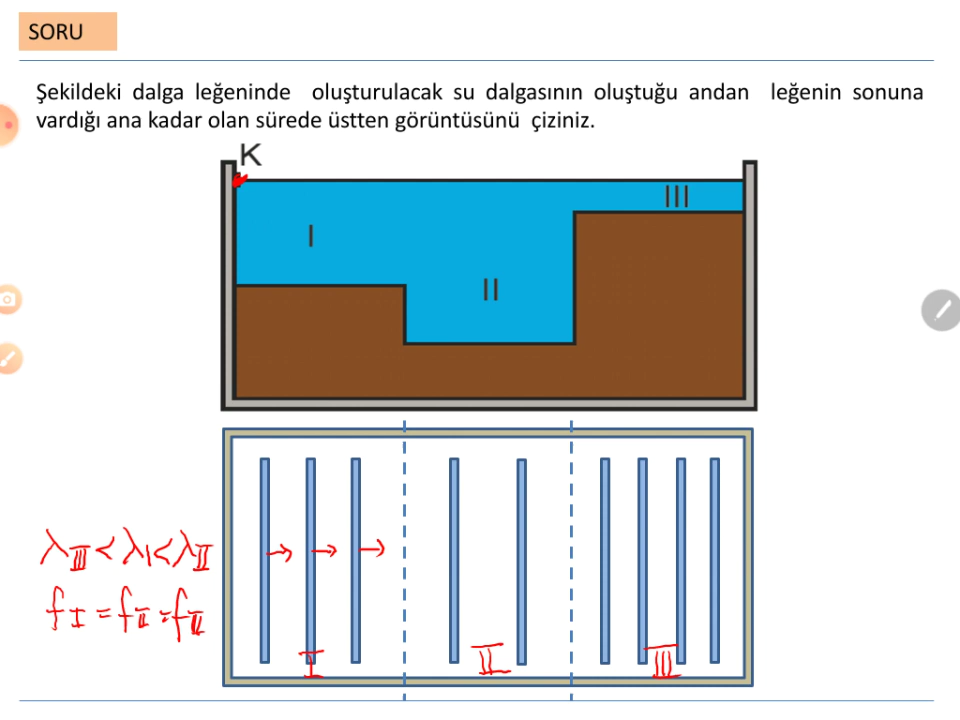 SORU
Şekildeki dalga leğeninde oluşturulacak su dalgasının oluştuğu andan leğenin sonuna
vardığı ana kadar olan sürede üstten görüntüsünü çiziniz.
K
I
II
III
λIII < λI < λII
fI = fII = fII
I
II
III